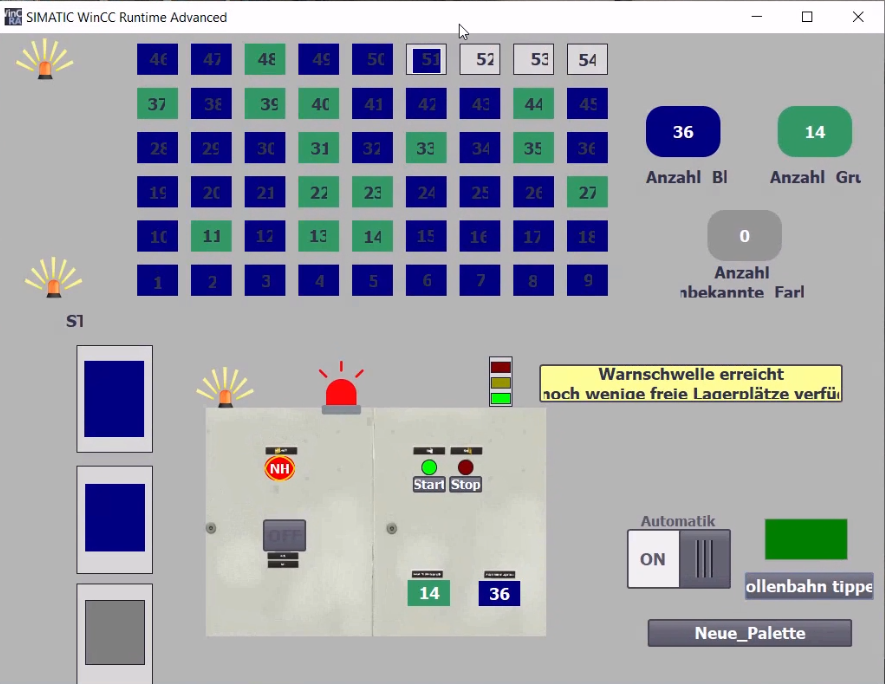 SIMATIC WinCC Runtime Advanced
46 47 48 49 50 51 52 53 54
37 38 39 40 41 42 43 44 45
28 29 30 31 32 33 34 35 36
19 20 21 22 23 24 25 26 27
10 11 12 13 14 15 16 17 18
1 2 3 4 5 6 7 8 9
36 14
Anzahl Bl Anzahl Gru
0
Anzahl
nbekannte Farl
ST
Warnschwelle erreicht
noch wenige freie Lagerplätze verfü
NH
Start Stop
OFF
14 36
Automatik
ON
ollenbahn tippe
Neue_Palette